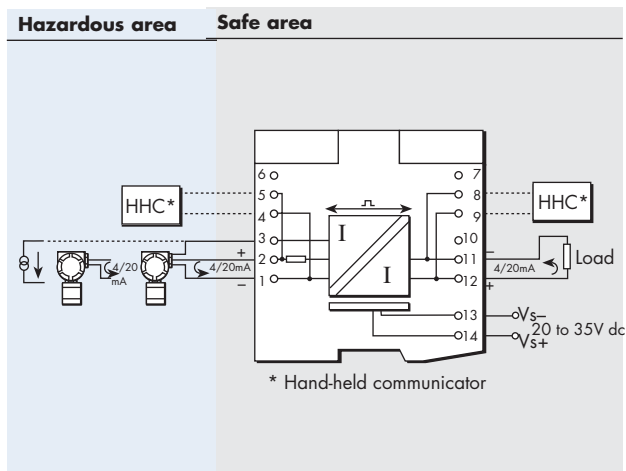 Hazardous area
Safe area
6
7
HHC*
5
8
HHC*
4
9
3
10
I
+
2
11
−
4/20
mA
4/20mA
4/20mA
Load
I
−
1
12
+
13
Vs−
20 to 35V dc
14
Vs+
* Hand-held communicator